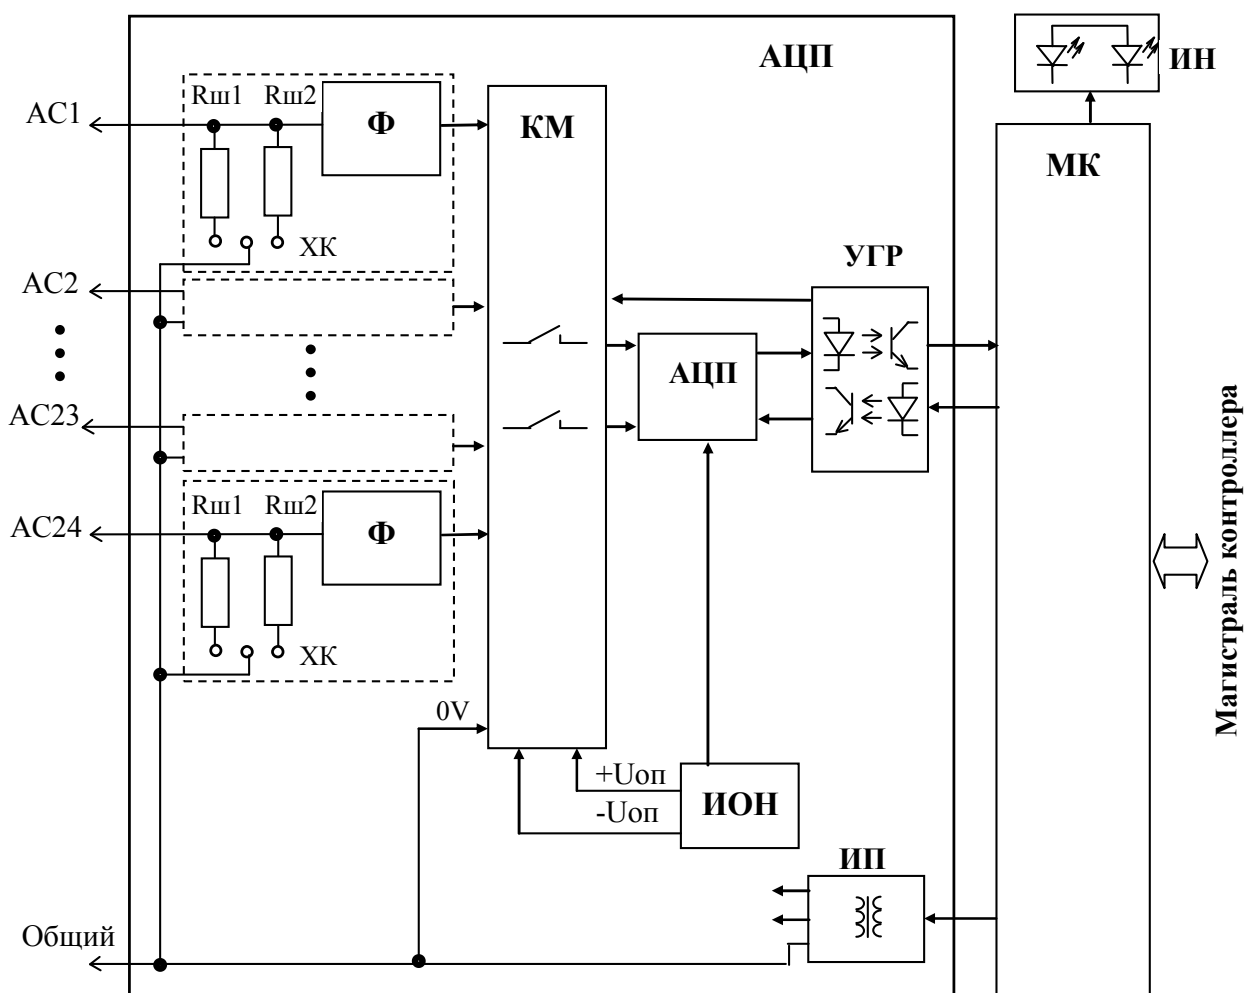 АЦП
ИН
Rш1
Rш2
АС1
Ф
КМ
МК
ХК
УГР
АС2
АЦП
АС23
Rш1
Rш2
АС24
Ф
ХК
Магистраль контроллера
0V
+Uоп
-Uоп
ИОН
ИП
Общий